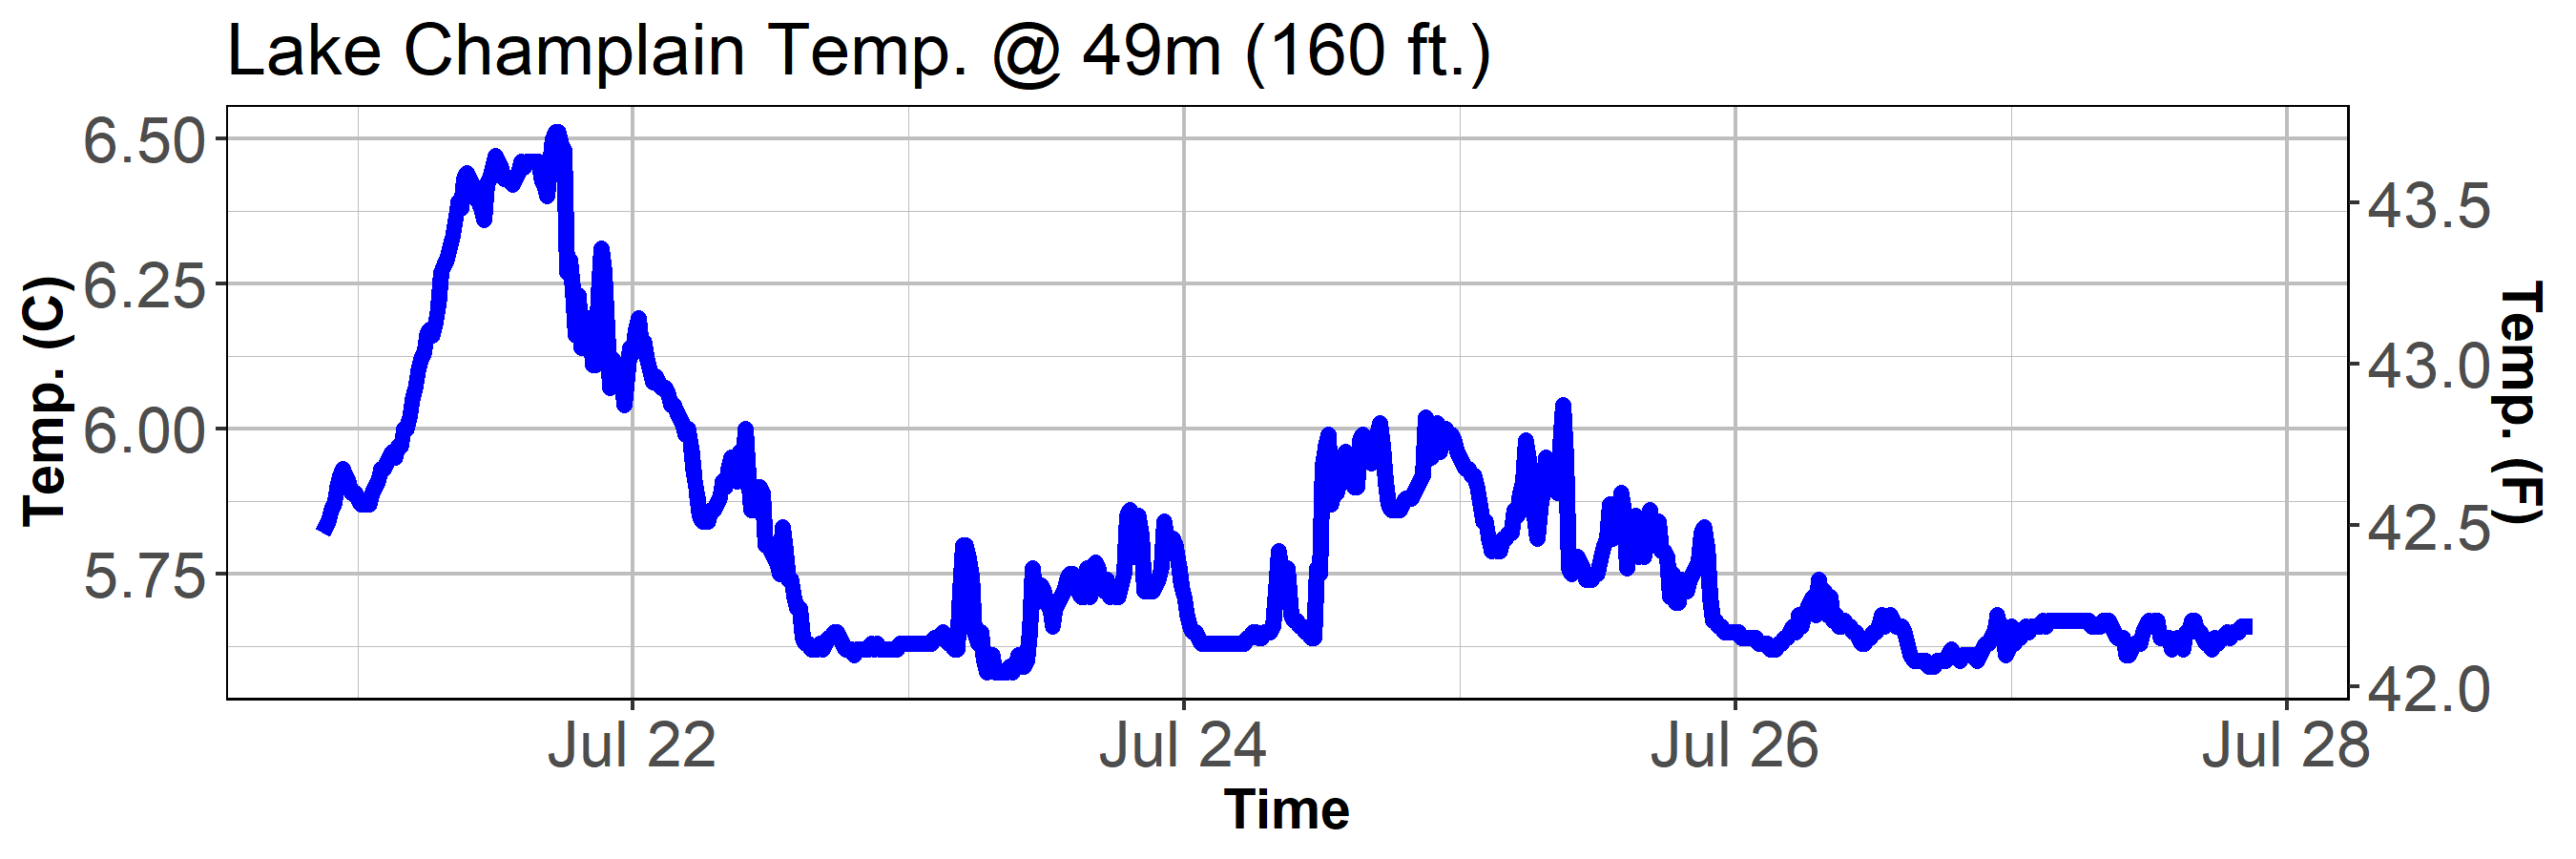 Lake Champlain Temp. @ 49m (160 ft.)
Temp. (C)
6.50
6.25
6.00
5.75
43.5
43.0
42.5
42.0
Temp. (F)
Jul 22 Jul 24 Jul 26 Jul 28
Time